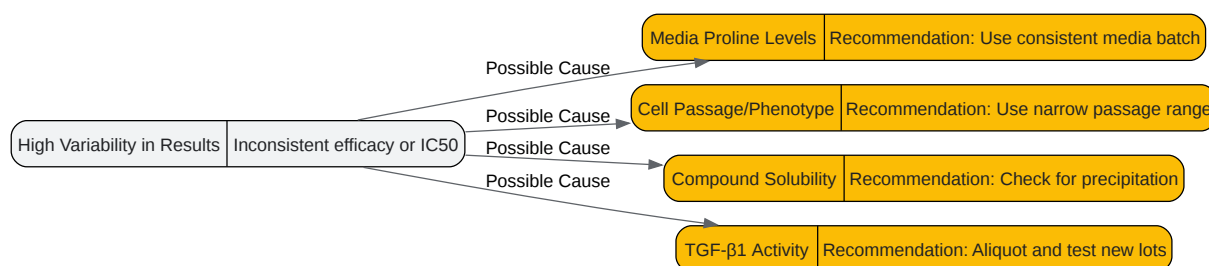 Media Proline Levels Recommendation: Use consistent media batch
Possible Cause
Cell Passage/Phenotype Recommendation: Use narrow passage range
Possible Cause
High Variability in Results Inconsistent efficacy or IC50
Possible Cause
Compound Solubility Recommendation: Check for precipitation
Possible Cause
TGF-β1 Activity Recommendation: Aliquot and test new lots